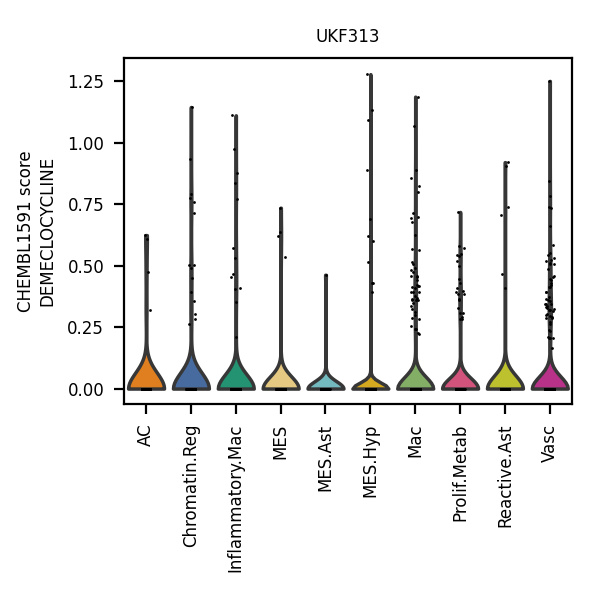 UKF313
CHEMBL1591 score
DEMECLOCYCLINE
1.25
1.00
0.75
0.50
0.25
0.00
AC
Chromatin.Reg
Inflammatory.Mac
MES
MES.Ast
MES.Hyp
Mac
Prolif.Metab
Reactive.Ast
Vasc